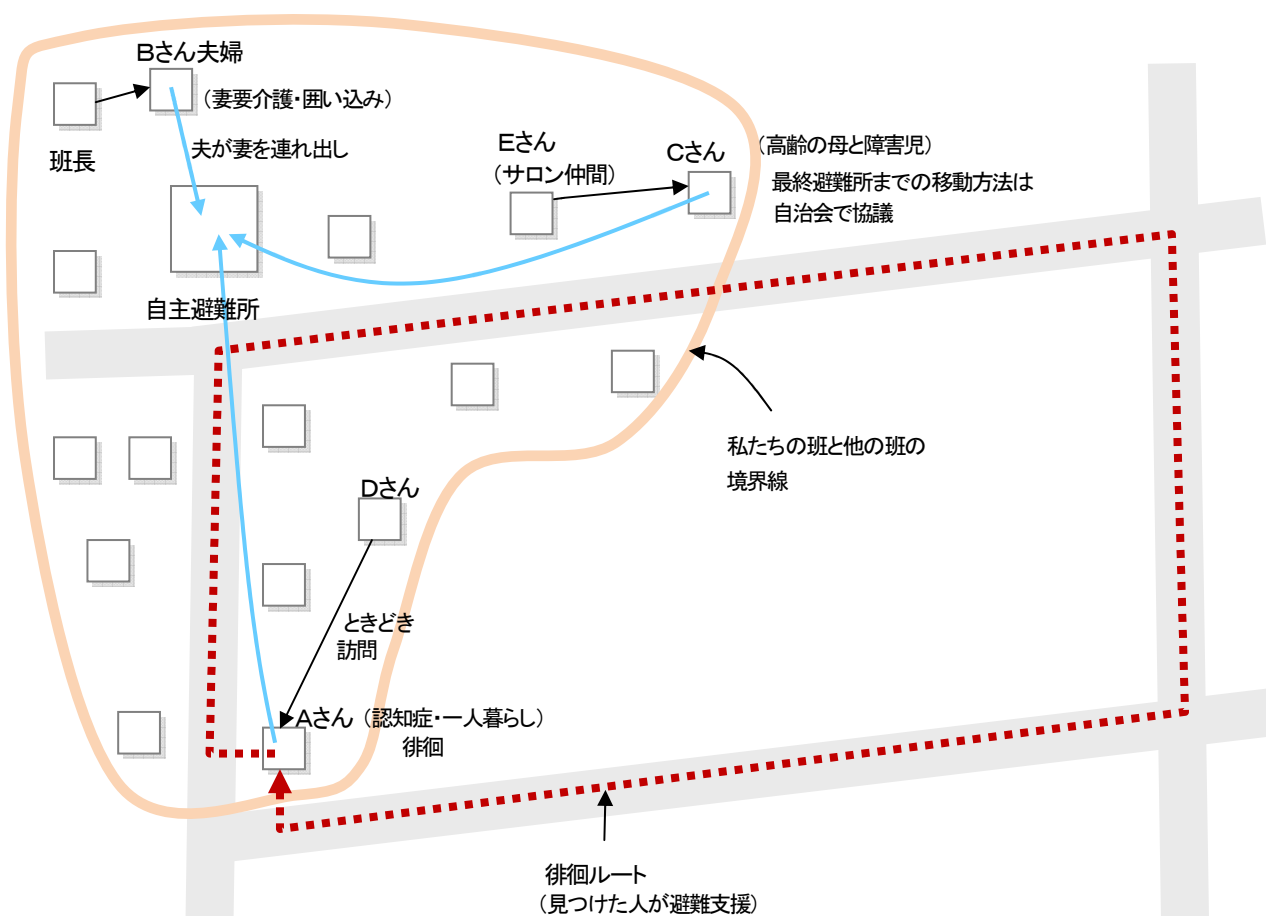 Bさん夫婦
(妻要介護・囲い込み)
班長
夫が妻を連れ出し
Eさん
(サロン仲間)
Cさん
(高齢の母と障害児)
最終避難所までの移動方法は
自治会で協議
自主避難所
私たちの班と他の班の
境界線
Dさん
ときどき
訪問
Aさん(認知症・一人暮らし)
徘徊
徘徊ルート
(見つけた人が避難支援)